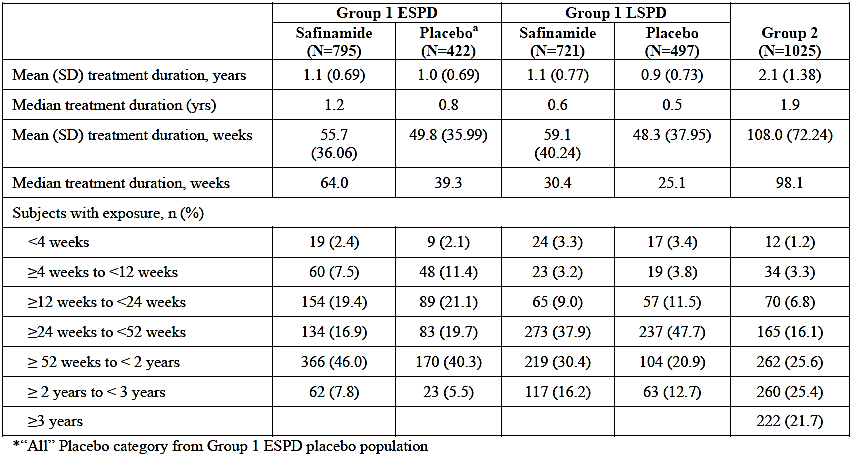 Group 1 ESPD Group 1 LSPD Group 2 (N=1025)
Safinamide (N=795) Placeboa (N=422) Safinamide (N=721) Placebo (N=497)
Mean (SD) treatment duration, years 1.1 (0.69) 1.0 (0.69) 1.1 (0.77) 0.9 (0.73) 2.1 (1.38)
Median treatment duration (yrs) 1.2 0.8 0.6 0.5 1.9
Mean (SD) treatment duration, weeks 55.7 (36.06) 49.8 (35.99) 59.1 (40.24) 48.3 (37.95) 108.0 (72.24)
Median treatment duration, weeks 64.0 39.3 30.4 25.1 98.1
Subjects with exposure, n (%)
<4 weeks 19 (2.4) 9 (2.1) 24 (3.3) 17 (3.4) 12 (1.2)
≥4 weeks to <12 weeks 60 (7.5) 48 (11.4) 23 (3.2) 19 (3.8) 34 (3.3)
≥12 weeks to <24 weeks 154 (19.4) 89 (21.1) 65 (9.0) 57 (11.5) 70 (6.8)
≥24 weeks to <52 weeks 134 (16.9) 83 (19.7) 273 (37.9) 237 (47.7) 165 (16.1)
≥ 52 weeks to < 2 years 366 (46.0) 170 (40.3) 219 (30.4) 104 (20.9) 262 (25.6)
≥ 2 years to < 3 years 62 (7.8) 23 (5.5) 117 (16.2) 63 (12.7) 260 (25.4)
≥3 years 222 (21.7)
*“All” Placebo category from Group 1 ESPD placebo population